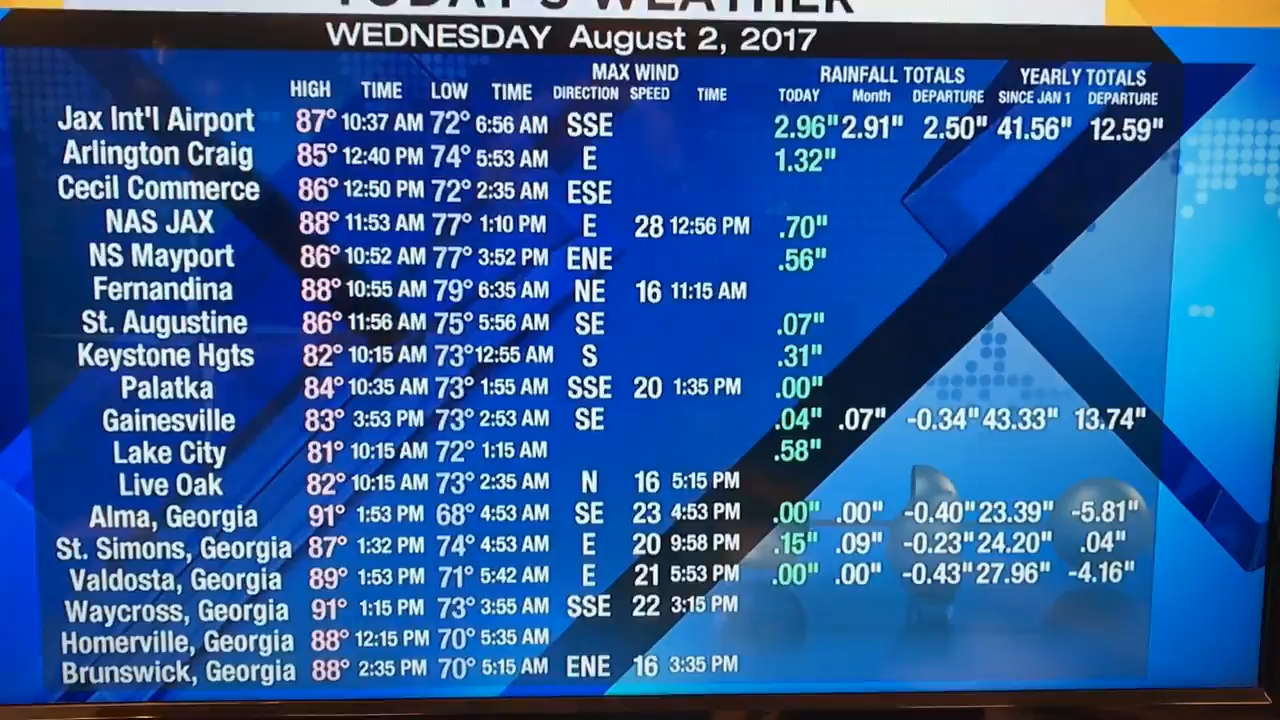 TODAY'S WEATHER
WEDNESDAY August 2, 2017
MAX WIND RAINFALL TOTALS YEARLY TOTALS
HIGH TIME LOW TIME DIRECTION SPEED TIME TODAY Month DEPARTURE SINCE JAN 1 DEPARTURE
Jax Int'l Airport 87° 10:37 AM 72° 6:56 AM SSE 2.96" 2.91" 2.50" 41.56" 12.59"
Arlington Craig 85° 12:40 PM 74° 5:53 AM E 1.32"
Cecil Commerce 86° 12:50 PM 72° 2:35 AM ESE
NAS JAX 88° 11:53 AM 77° 1:10 PM E 28 12:56 PM .70"
NS Mayport 86° 10:52 AM 77° 3:52 PM ENE .56"
Fernandina 88° 10:55 AM 79° 6:35 AM NE 16 11:15 AM
St. Augustine 86° 11:56 AM 75° 5:56 AM SE .07"
Keystone Hgts 82° 10:15 AM 73° 12:55 AM S .31"
Palatka 84° 10:35 AM 73° 1:55 AM SSE 20 1:35 PM .00"
Gainesville 83° 3:53 PM 73° 2:53 AM SE .04" .07" -0.34" 43.33" 13.74"
Lake City 81° 10:15 AM 72° 1:15 AM .58"
Live Oak 82° 10:15 AM 73° 2:35 AM N 16 5:15 PM
Alma, Georgia 91° 1:53 PM 68° 4:53 AM SE 23 4:53 PM .00" .00" -0.40" 23.39" -5.81"
St. Simons, Georgia 87° 1:32 PM 74° 4:53 AM E 20 9:58 PM .15" .09" -0.23" 24.20" .04"
Valdosta, Georgia 89° 1:53 PM 71° 5:42 AM E 21 5:53 PM .00" .00" -0.43" 27.96" -4.16"
Waycross, Georgia 91° 1:15 PM 73° 3:55 AM SSE 22 3:15 PM
Homerville, Georgia 88° 12:15 PM 70° 5:35 AM
Brunswick, Georgia 88° 2:35 PM 70° 5:15 AM ENE 16 3:35 PM